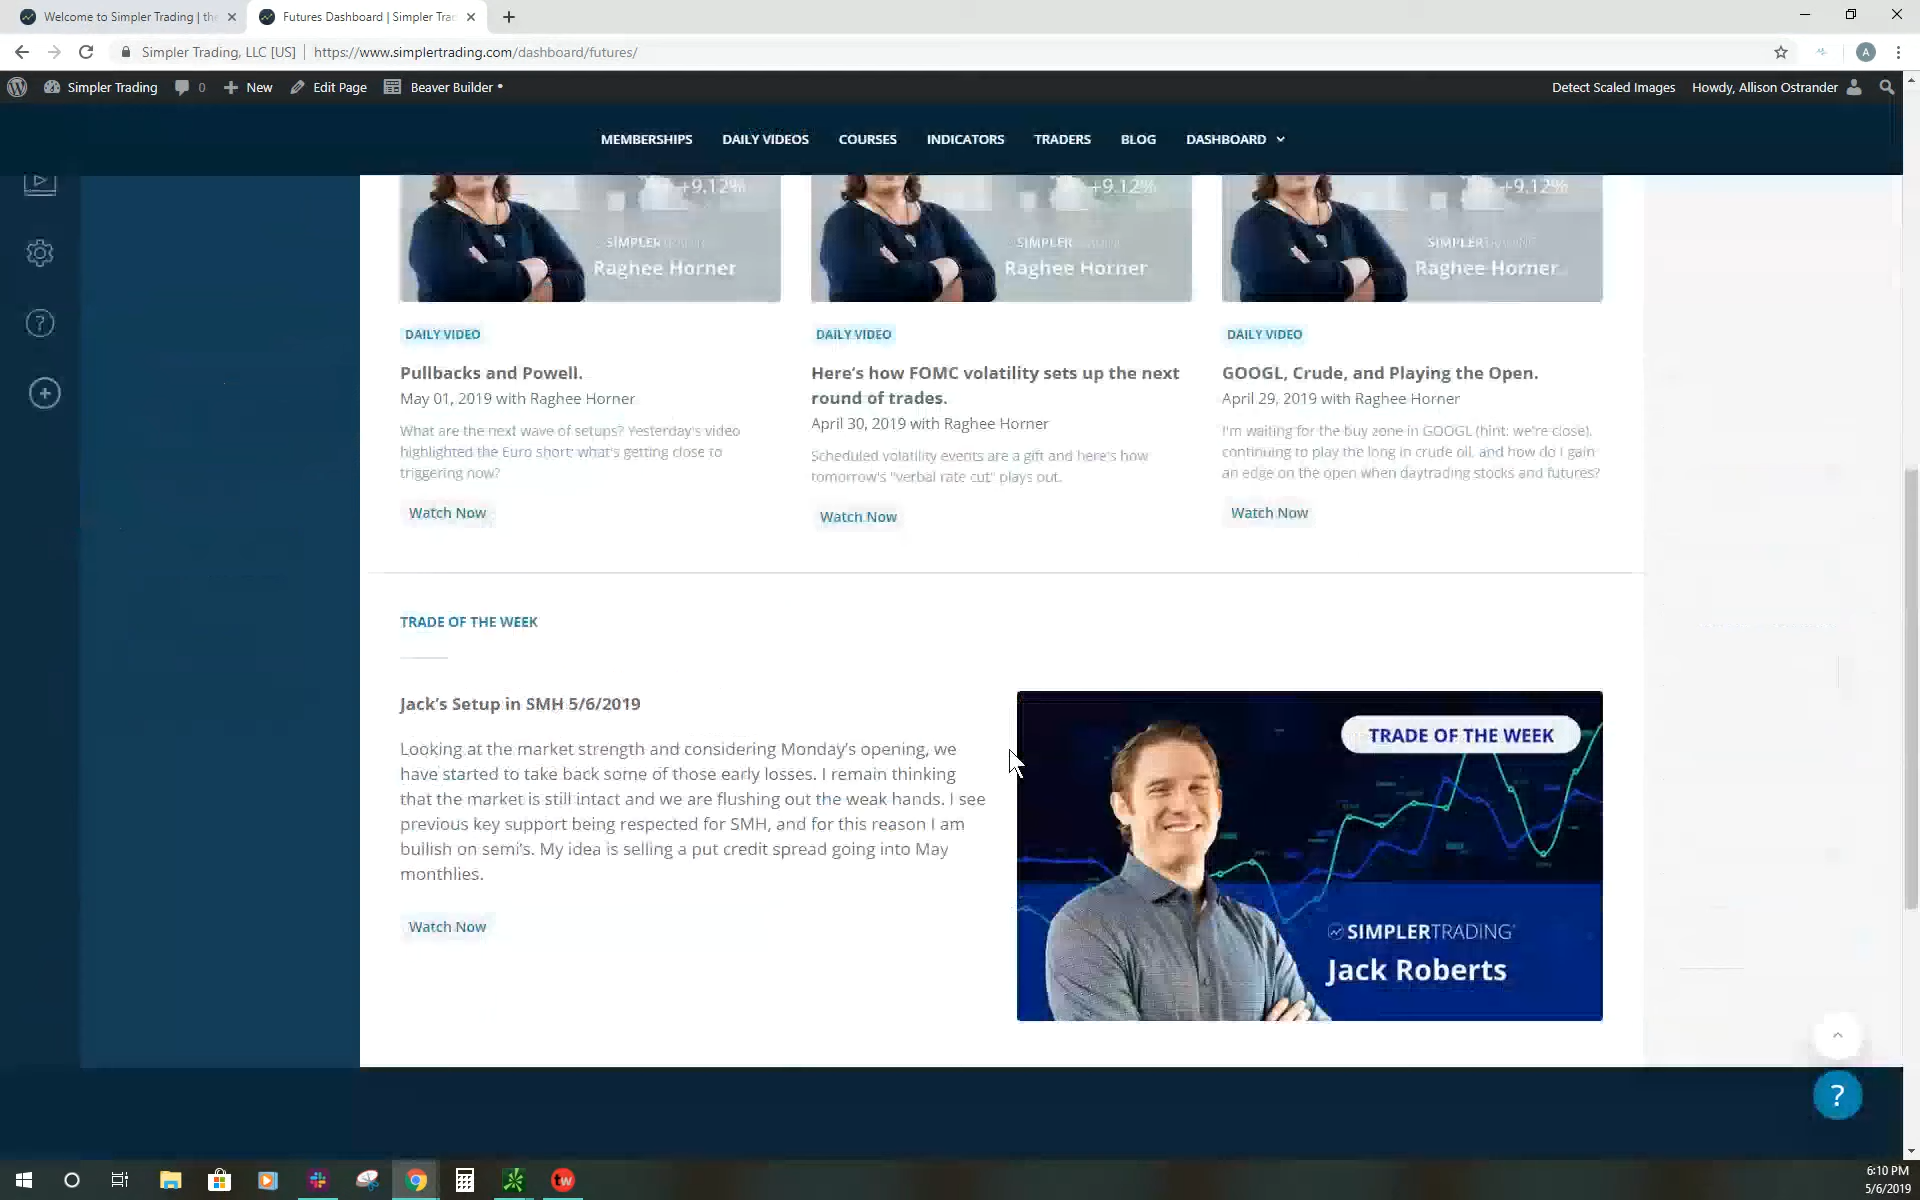 Welcome to Simpler Trading | the
Futures Dashboard | Simpler Trac
Simpler Trading, LLC [US] | https://www.simplertrading.com/dashboard/futures/
A
Simpler Trading 0 New Edit Page Beaver Builder •
Detect Scaled Images Howdy, Allison Ostrander
MEMBERSHIPS DAILY VIDEOS COURSES INDICATORS TRADERS BLOG DASHBOARD
+9.12%
SIMPLERTRADING
Raghee Horner
+9.12%
SIMPLERTRADING
Raghee Horner
+9.12%
SIMPLERTRADING
Raghee Horner
DAILY VIDEO
Pullbacks and Powell.
May 01, 2019 with Raghee Horner
What are the next wave of setups? Yesterday's video
highlighted the Euro short: what's getting close to
triggering now?
Watch Now
DAILY VIDEO
Here’s how FOMC volatility sets up the next
round of trades.
April 30, 2019 with Raghee Horner
Scheduled volatility events are a gift and here's how
tomorrow's "verbal rate cut" plays out.
Watch Now
DAILY VIDEO
GOOGL, Crude, and Playing the Open.
April 29, 2019 with Raghee Horner
I'm waiting for the buy zone in GOOGL (hint: we're close),
continuing to play the long in crude oil, and how do I gain
an edge on the open when daytrading stocks and futures?
Watch Now
TRADE OF THE WEEK
Jack’s Setup in SMH 5/6/2019
Looking at the market strength and considering Monday’s opening, we
have started to take back some of those early losses. I remain thinking
that the market is still intact and we are flushing out the weak hands. I see
previous key support being respected for SMH, and for this reason I am
bullish on semi’s. My idea is selling a put credit spread going into May
monthlies.
Watch Now
TRADE OF THE WEEK
SIMPLERTRADING®
Jack Roberts
?
tw
6:10 PM
5/6/2019